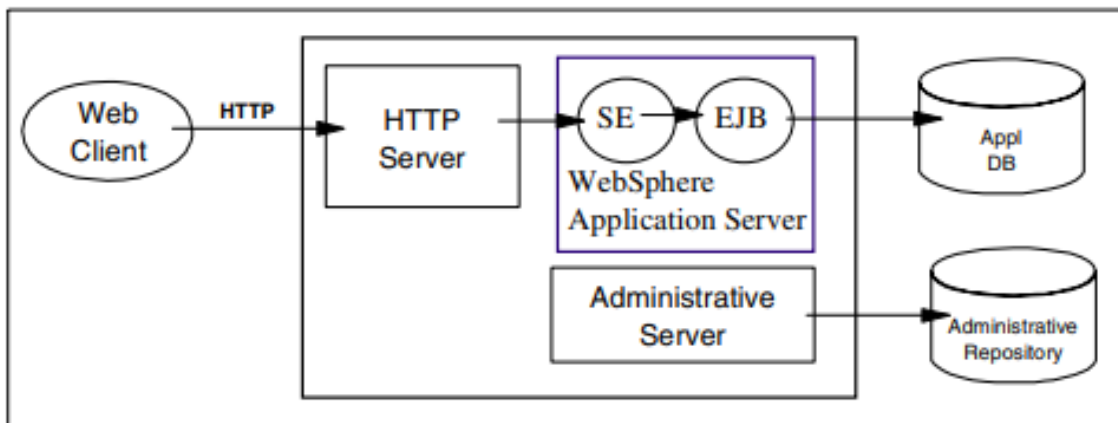 Web
Client
HTTP
HTTP
Server
SE
EJB
WebSphere
Application Server
Appl
DB
Administrative
Server
Administrative
Repository